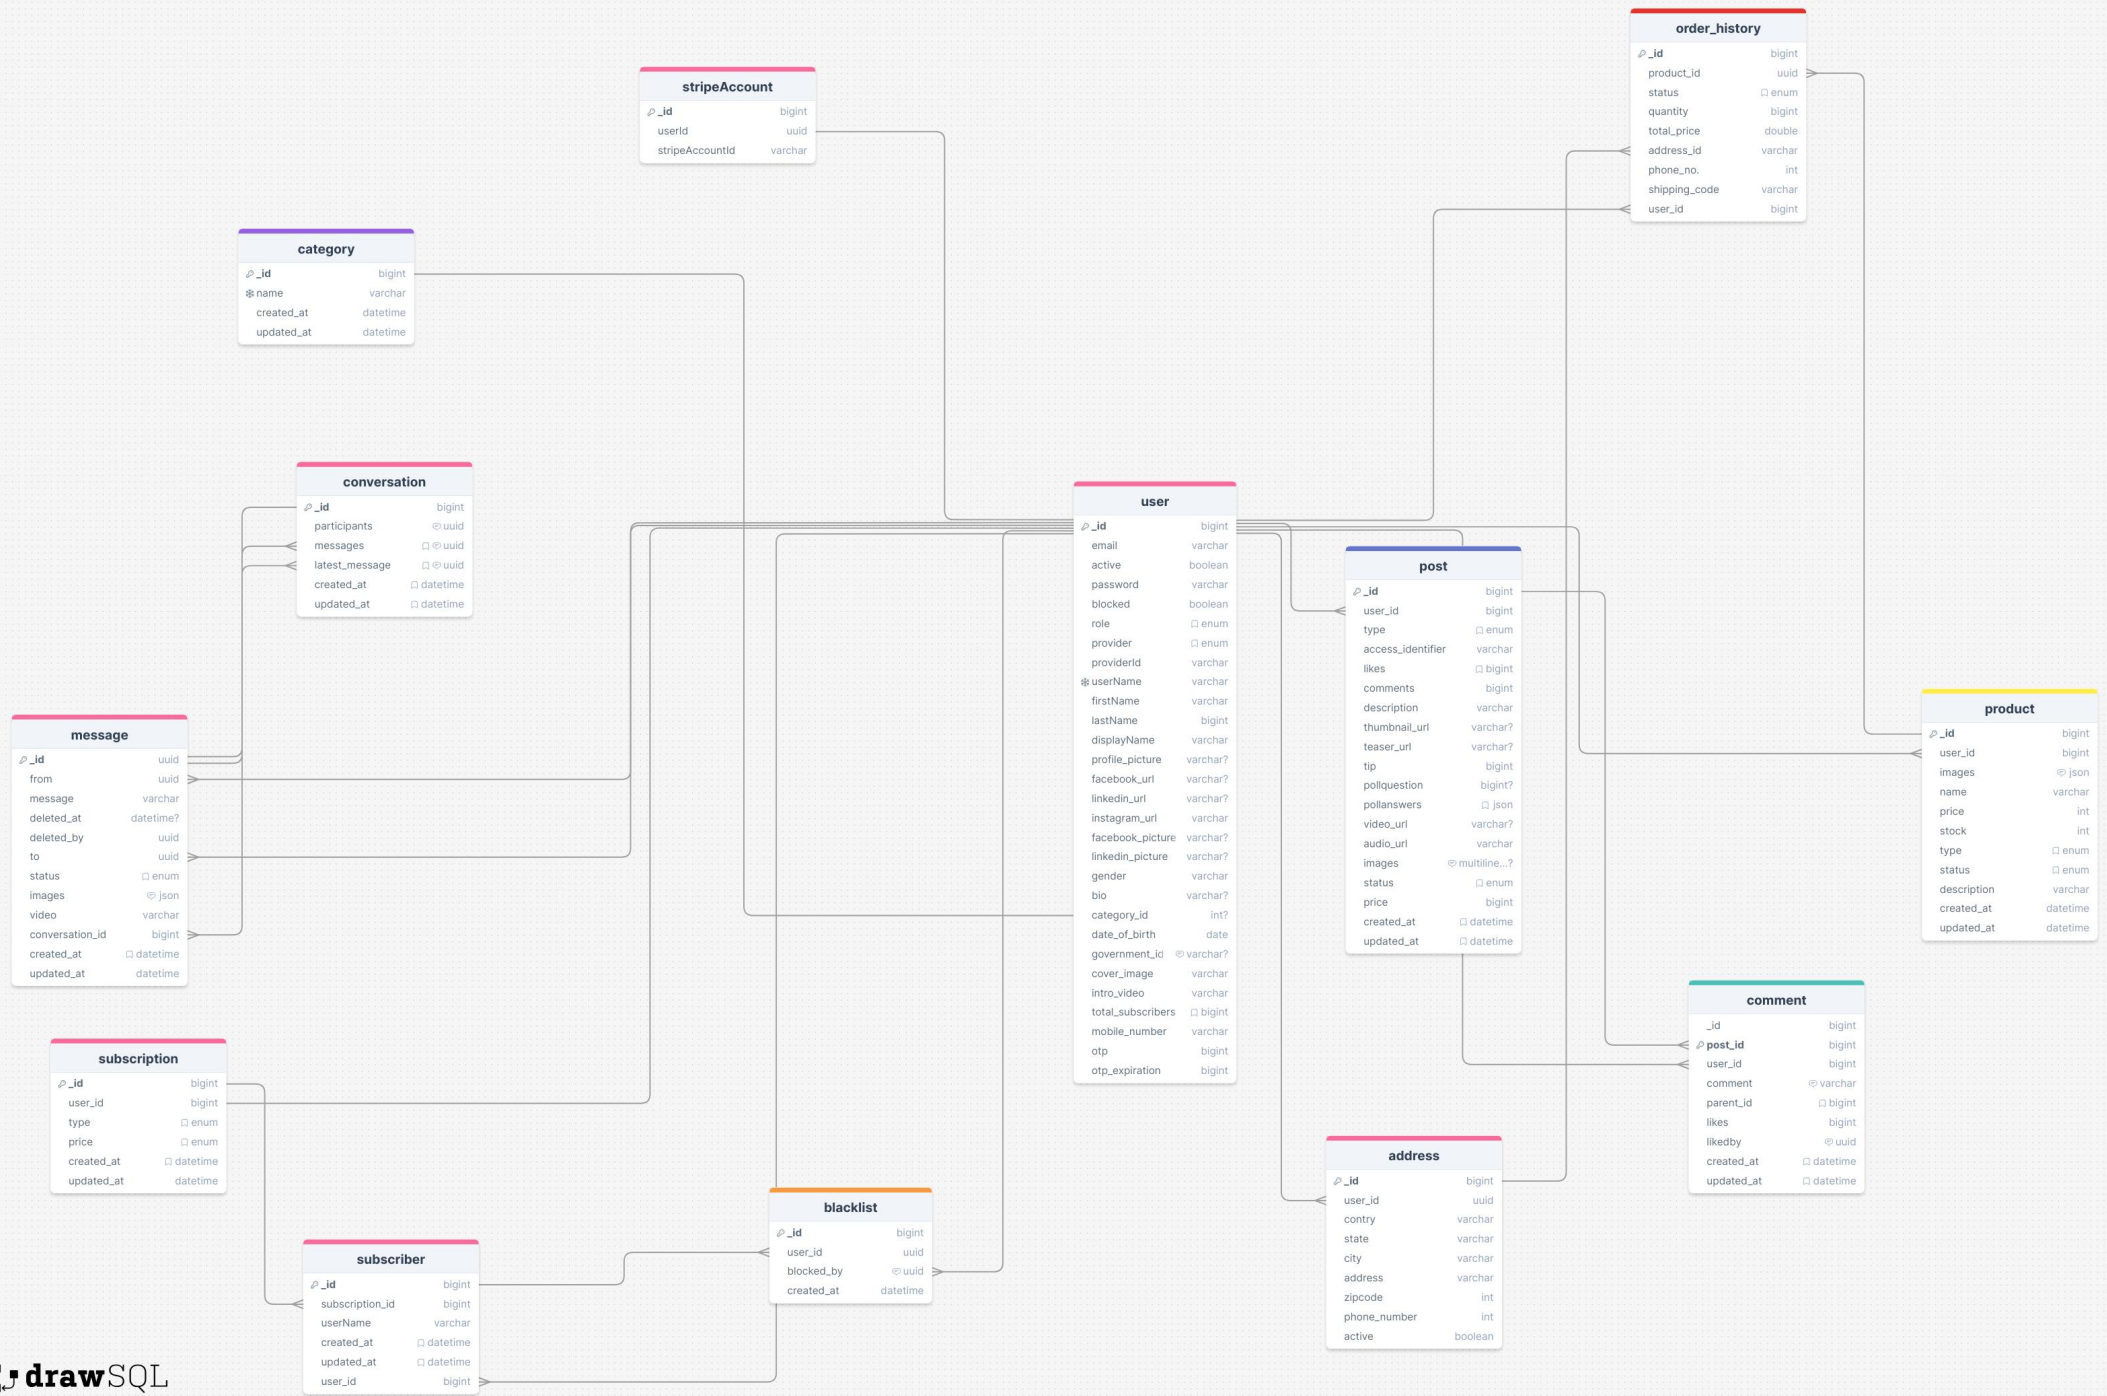 order_history
_id bigint
product_id uuid
status enum
quantity bigint
total_price double
address_id varchar
phone_no. int
shipping_code varchar
user_id bigint
stripeAccount
_id bigint
userId uuid
stripeAccountId varchar
category
_id bigint
name varchar
created_at datetime
updated_at datetime
conversation
_id bigint
participants uuid
messages uuid
latest_message uuid
created_at datetime
updated_at datetime
user
_id bigint
email varchar
active boolean
password varchar
blocked boolean
role enum
provider enum
providerId varchar
userName varchar
firstName varchar
lastName bigint
displayName varchar
profile_picture varchar?
facebook_url varchar?
linkedin_url varchar?
instagram_url varchar
facebook_picture varchar?
linkedin_picture varchar?
gender varchar
bio varchar?
category_id int?
date_of_birth date
government_id varchar?
cover_image varchar
intro_video varchar
total_subscribers bigint
mobile_number varchar
otp bigint
otp_expiration bigint
post
_id bigint
user_id bigint
type enum
access_identifier varchar
likes bigint
comments bigint
description varchar
thumbnail_url varchar?
teaser_url varchar?
tip bigint
pollquestion bigint?
pollanswers json
video_url varchar?
audio_url varchar
images multiline...?
status enum
price bigint
created_at datetime
updated_at datetime
product
_id bigint
user_id bigint
images json
name varchar
price int
stock int
type enum
status enum
description varchar
created_at datetime
updated_at datetime
message
_id uuid
from uuid
message varchar
deleted_at datetime?
deleted_by uuid
to uuid
status enum
images json
video varchar
conversation_id bigint
created_at datetime
updated_at datetime
comment
_id bigint
post_id bigint
user_id bigint
comment varchar
parent_id bigint
likes bigint
likedby uuid
created_at datetime
updated_at datetime
subscription
_id bigint
user_id bigint
type enum
price enum
created_at datetime
updated_at datetime
address
_id bigint
user_id uuid
contry varchar
state varchar
city varchar
address varchar
zipcode int
phone_number int
active boolean
blacklist
_id bigint
user_id uuid
blocked_by uuid
created_at datetime
subscriber
_id bigint
subscription_id bigint
userName varchar
created_at datetime
updated_at datetime
user_id bigint
drawSQL